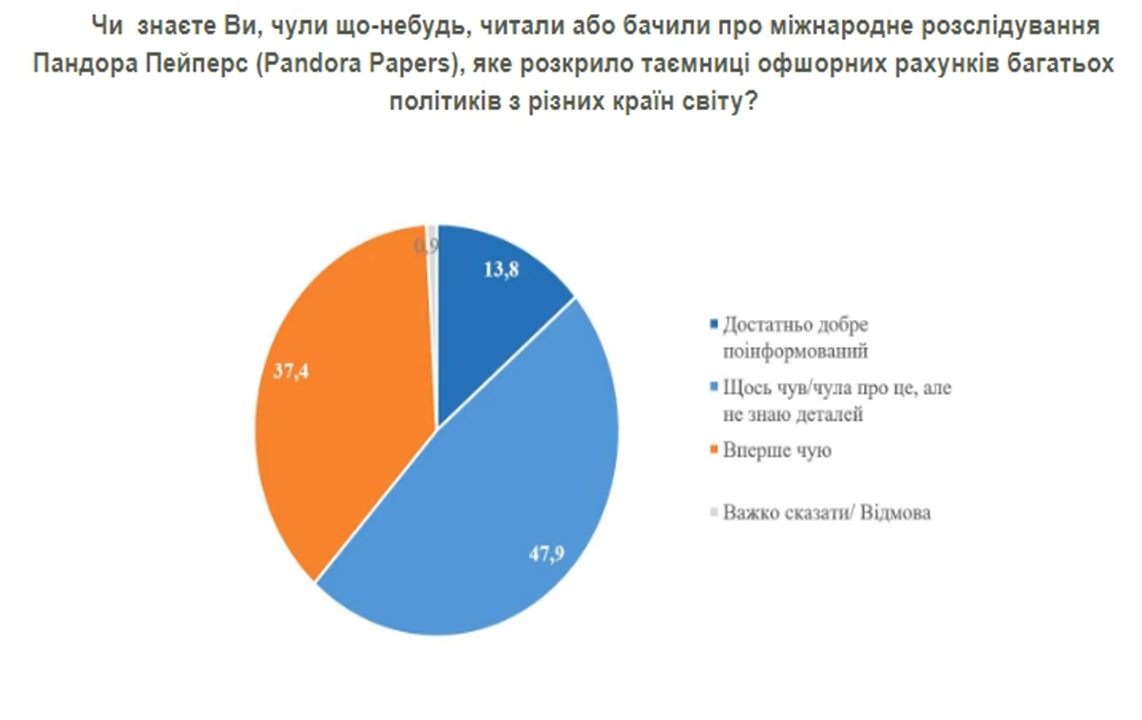 Чи знаєте Ви, чули що-небудь, читали або бачили про міжнародне розслідування
Пандора Пейперс (Pandora Papers), яке розкрило таємниці офшорних рахунків багатьох
політиків з різних країн світу?
0,9
13,8
37,4
47,9
Достатньо добре
поінформований
Щось чув/чула про це, але
не знаю деталей
Вперше чую
Важко сказати/ Відмова